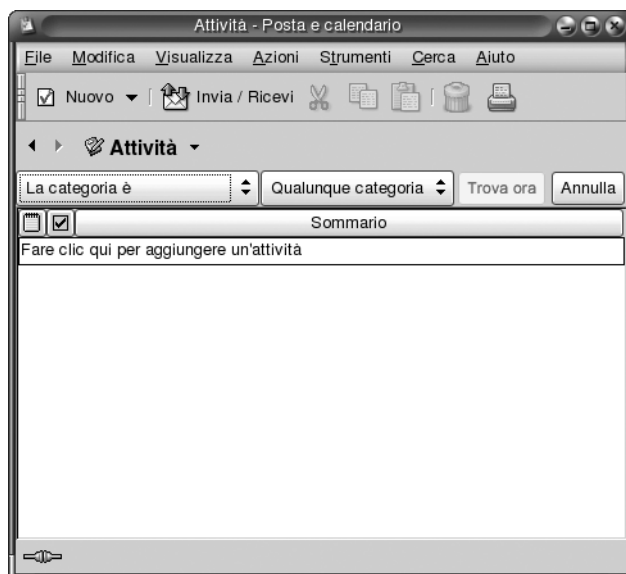 Attività - Posta e calendario
File Modifica Visualizza Azioni Strumenti Cerca Aiuto
Nuovo Invia / Ricevi
Attività
La categoria è Qualunque categoria Trova ora Annulla
Sommario
Fare clic qui per aggiungere un'attività